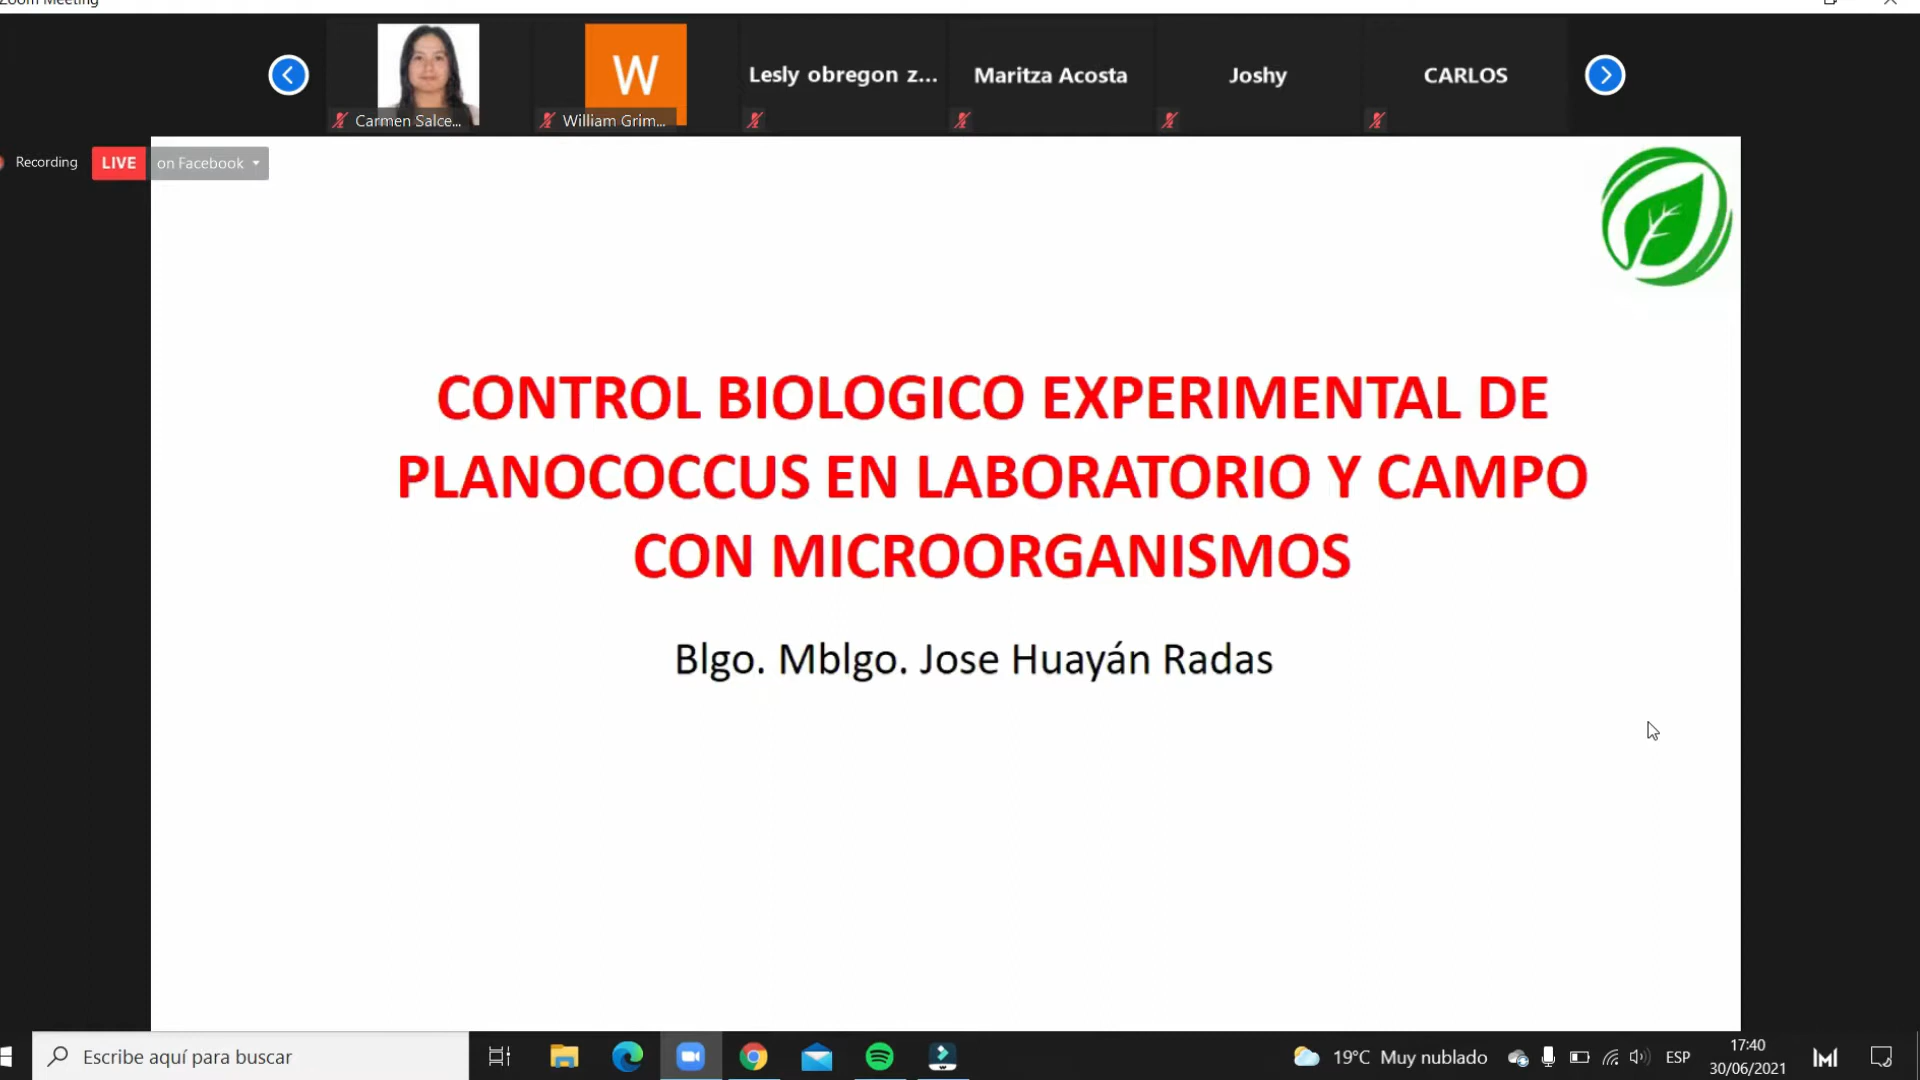 Zoom Meeting
W
Lesly obregon z...
Maritza Acosta
Joshy
CARLOS
Carmen Salce...
William Grim...
Recording
LIVE
on Facebook
CONTROL BIOLOGICO EXPERIMENTAL DE
PLANOCOCCUS EN LABORATORIO Y CAMPO
CON MICROORGANISMOS
Blgo. Mblgo. Jose Huayán Radas
Escribe aquí para buscar
19°C Muy nublado
ESP
17:40
30/06/2021